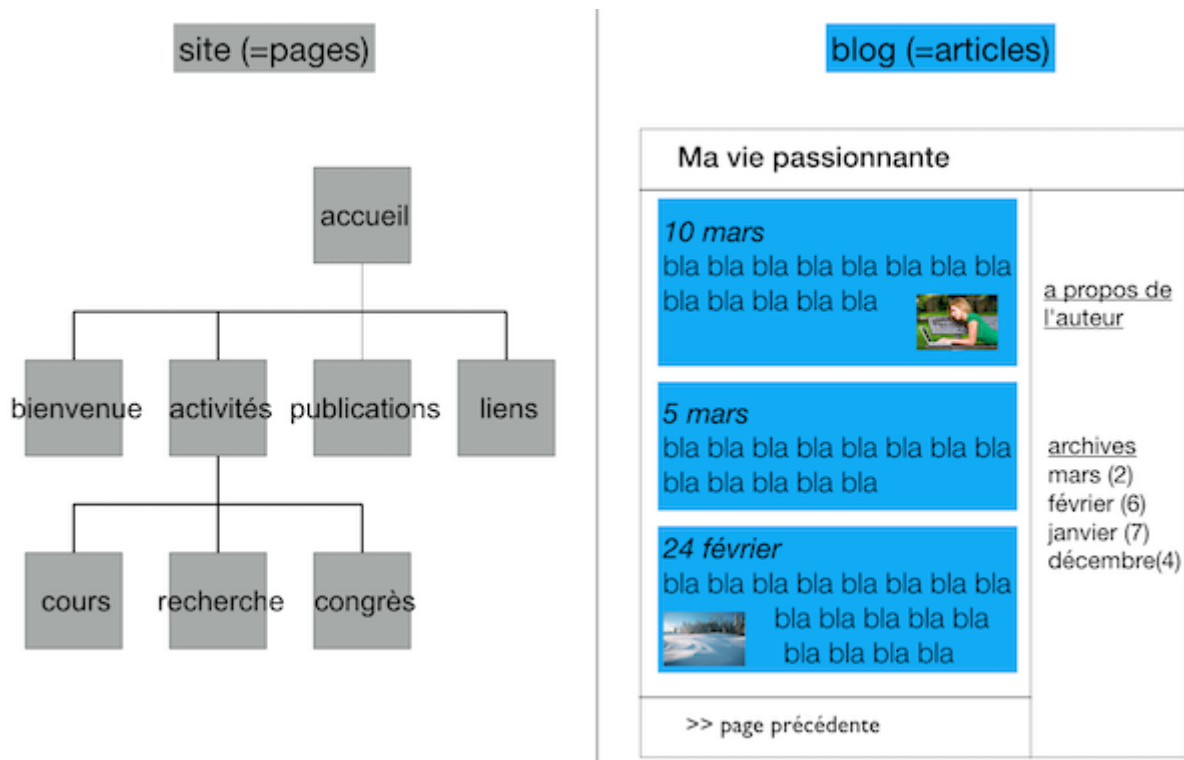 site (=pages)
accueil
bienvenue
activités
publications
liens
cours
recherche
congrès
blog (=articles)
Ma vie passionnante
10 mars
bla bla bla bla bla bla bla bla
bla bla bla bla bla
5 mars
bla bla bla bla bla bla bla bla
bla bla bla bla bla
24 février
bla bla bla bla bla bla bla bla
bla bla bla bla bla
bla bla bla bla
>> page précédente
a propos de
l'auteur
archives
mars (2)
février (6)
janvier (7)
décembre(4)